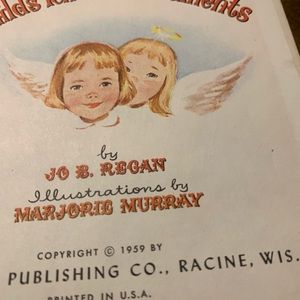 by
JO E. REGAN
Illustrations by
MARJORIE MURRAY
COPYRIGHT © 1959 BY
PUBLISHING CO., RACINE, WIS.
PRINTED IN U.S.A.